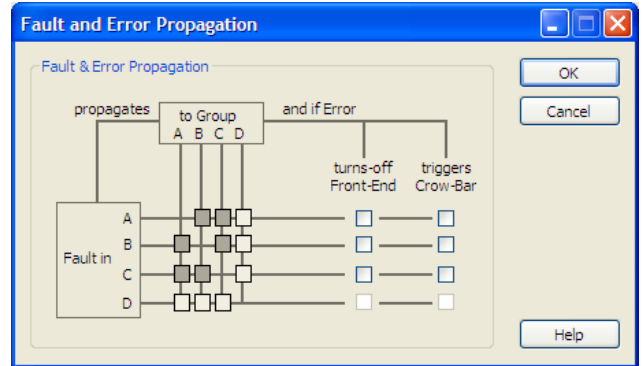 Fault and Error Propagation
Fault & Error Propagation
OK
propagates
to Group
and if Error
Cancel
A B C D
turns-off
Front-End
triggers
Crow-Bar
A
B
Fault in
C
D
Help